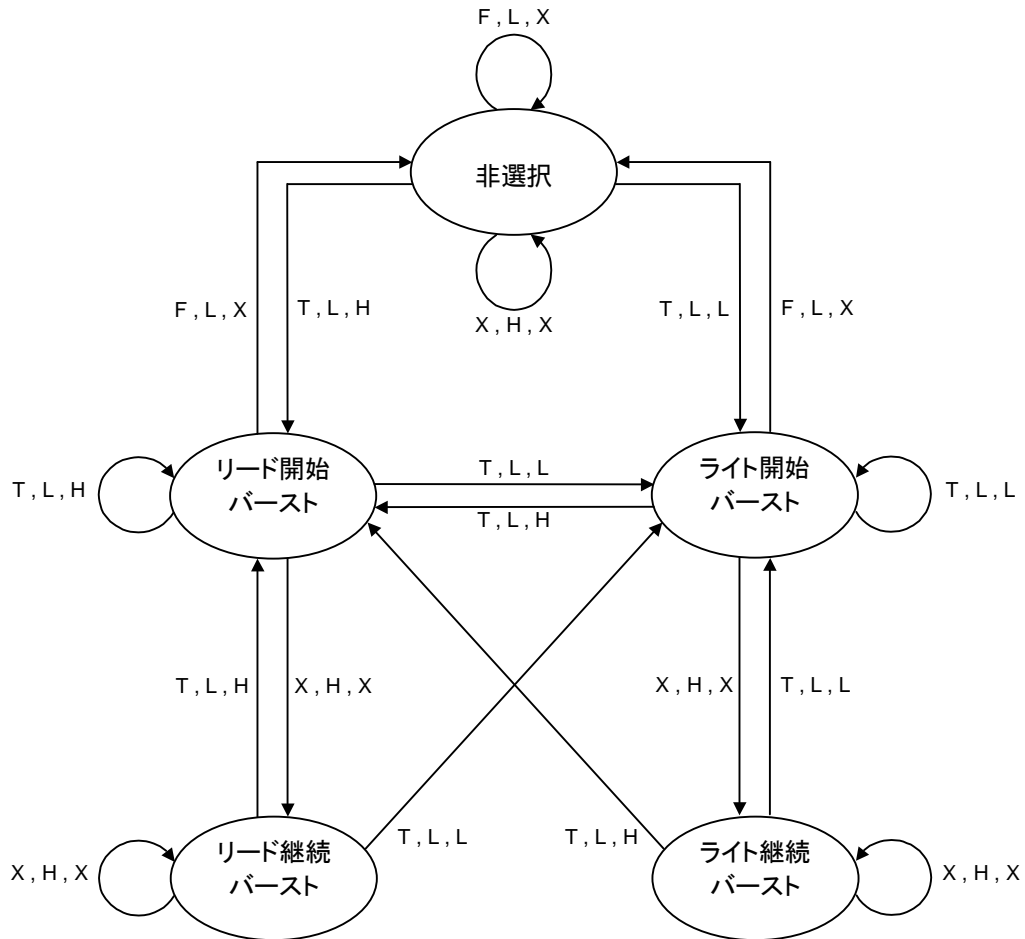 F , L , X
非選択
X , H , X
F , L , X
T , L , H
T , L , L
F , L , X
リード開始
バースト
ライト開始
バースト
T , L , H
T , L , L
T , L , H
T , L , L
T , L , H
X , H , X
X , H , X
T , L , L
リード継続
バースト
ライト継続
バースト
X , H , X
T , L , L
T , L , H
X , H , X